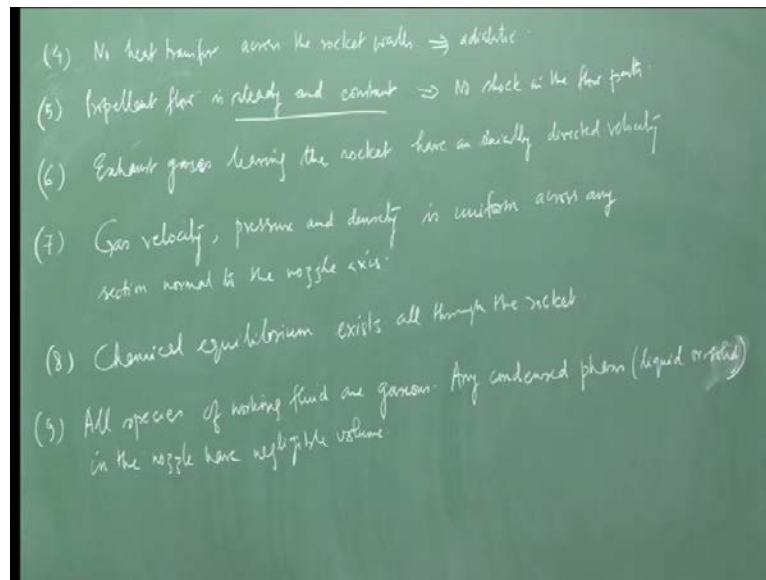 (4) No heat transfer across the rocket walls ⇒ adiabatic.
(5) Propellent flow is steady and constant ⇒ No shock in the flow path.
(6) Exhaust gases leaving the rocket have an axially directed velocity
(7) Gas velocity, pressure and density is uniform across any
section normal to the nozzle axis.
(8) Chemical equilibrium exists all through the rocket
(9) All species of working fluid are gaseous. Any condensed phases (liquid or solid)
in the nozzle have negligible volume.